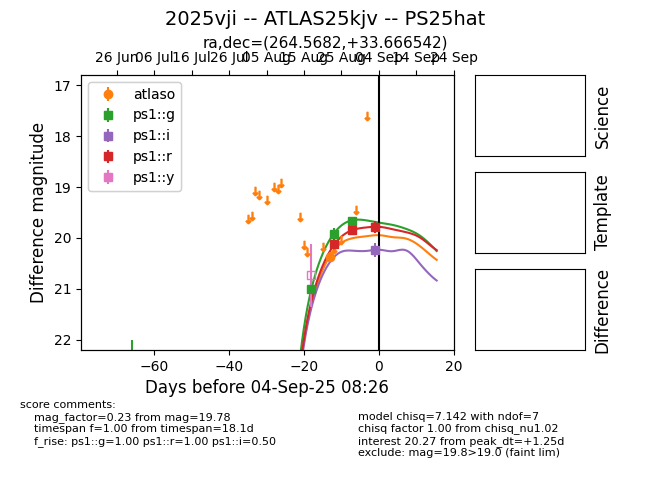 2025vji -- ATLAS25kjv -- PS25hat
ra,dec=(264.5682,+33.666542)
26 Jun 06 Jul 16 Jul 26 Jul 05 Aug 15 Aug 25 Aug 04 Sep 14 Sep 24 Sep
17
18
19
20
21
22
Difference magnitude
atlaso
ps1::g
ps1::i
ps1::r
ps1::y
−60 −40 −20 0 20
Days before 04-Sep-25 08:26
Science
Template
Difference
score comments:
mag_factor=0.23 from mag=19.78
timespan f=1.00 from timespan=18.1d
f_rise: ps1::g=1.00 ps1::r=1.00 ps1::i=0.50
model chisq=7.142 with ndof=7
chisq factor 1.00 from chisq_nu1.02
interest 20.27 from peak_dt=+1.25d
exclude: mag=19.8>19.0 (faint lim)